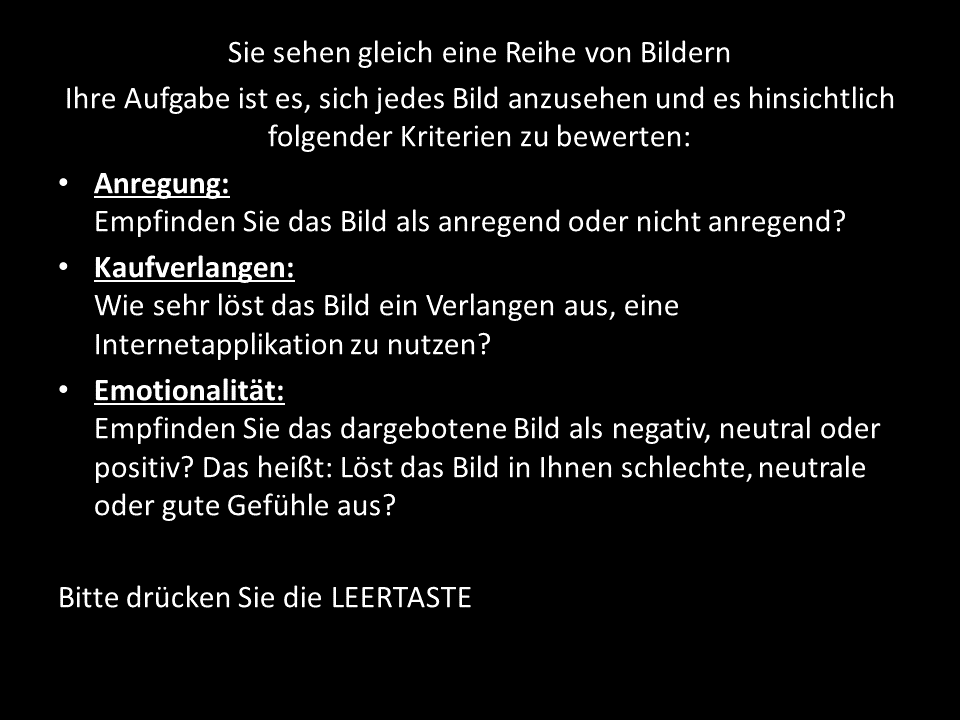 Sie sehen gleich eine Reihe von Bildern
Ihre Aufgabe ist es, sich jedes Bild anzusehen und es hinsichtlich
folgender Kriterien zu bewerten:
• Anregung:
Empfinden Sie das Bild als anregend oder nicht anregend?
• Kaufverlangen:
Wie sehr löst das Bild ein Verlangen aus, eine
Internetapplikation zu nutzen?
• Emotionalität:
Empfinden Sie das dargebotene Bild als negativ, neutral oder
positiv? Das heißt: Löst das Bild in Ihnen schlechte, neutrale
oder gute Gefühle aus?
Bitte drücken Sie die LEERTASTE